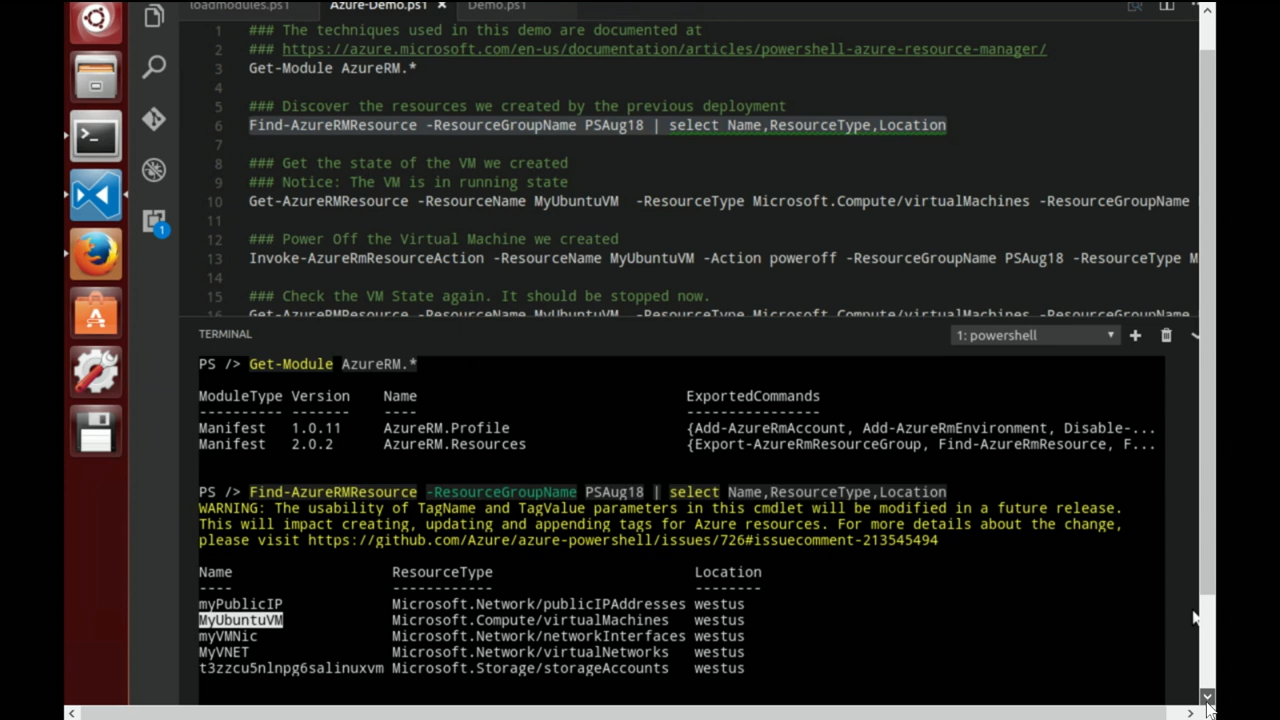 loadmodules.ps1 Azure-Demo.ps1 × Demo.ps1
1 ### The techniques used in this demo are documented at
2 ### https://azure.microsoft.com/en-us/documentation/articles/powershell-azure-resource-manager/
3 Get-Module AzureRM.*
4
5 ### Discover the resources we created by the previous deployment
6 Find-AzureRMResource -ResourceGroupName PSAug18 | select Name,ResourceType,Location
7
8 ### Get the state of the VM we created
9 ### Notice: The VM is in running state
10 Get-AzureRMResource -ResourceName MyUbuntuVM  -ResourceType Microsoft.Compute/virtualMachines -ResourceGroupName
11
12 ### Power Off the Virtual Machine we created
13 Invoke-AzureRmResourceAction -ResourceName MyUbuntuVM -Action poweroff -ResourceGroupName PSAug18 -ResourceType M
14
15 ### Check the VM State again. It should be stopped now.
16 Get-AzureRMResource -ResourceName MyUbuntuVM  -ResourceType Microsoft.Compute/virtualMachines -ResourceGroupName
1
TERMINAL 1: powershell
PS /> Get-Module AzureRM.*
ModuleType Version Name ExportedCommands
---------- ------- ---- ----------------
Manifest 1.0.11 AzureRM.Profile {Add-AzureRmAccount, Add-AzureRmEnvironment, Disable-...
Manifest 2.0.2 AzureRM.Resources {Export-AzureRmResourceGroup, Find-AzureRmResource, F...
PS /> Find-AzureRMResource -ResourceGroupName PSAug18 | select Name,ResourceType,Location
WARNING: The usability of TagName and TagValue parameters in this cmdlet will be modified in a future release.
This will impact creating, updating and appending tags for Azure resources. For more details about the change,
please visit https://github.com/Azure/azure-powershell/issues/726#issuecomment-213545494
Name ResourceType Location
---- ------------ --------
myPublicIP Microsoft.Network/publicIPAddresses westus
MyUbuntuVM Microsoft.Compute/virtualMachines westus
myVMNic Microsoft.Network/networkInterfaces westus
MyVNET Microsoft.Network/virtualNetworks westus
t3zzcu5nlnpg6salinuxvm Microsoft.Storage/storageAccounts westus